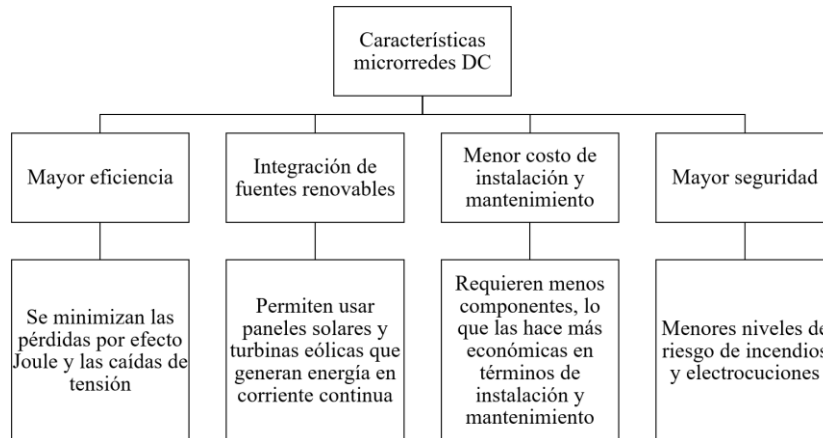 Características
microrredes DC
Mayor eficiencia
Integración de
fuentes renovables
Menor costo de
instalación y
mantenimiento
Mayor seguridad
Se minimizan las
pérdidas por efecto
Joule y las caídas de
tensión
Permiten usar
paneles solares y
turbinas eólicas que
generan energía en
corriente continua
Requieren menos
componentes, lo
que las hace más
económicas en
términos de
instalación y
mantenimiento
Menores niveles de
riesgo de incendios
y electrocuciones